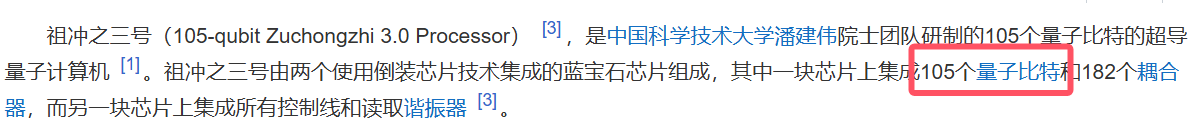 祖冲之三号（105-qubit Zuchongzhi 3.0 Processor） [3]，是中国科学技术大学潘建伟院士团队研制的105个量子比特的超导
量子计算机 [1]。祖冲之三号由两个使用倒装芯片技术集成的蓝宝石芯片组成，其中一块芯片上集成105个量子比特和182个耦合
器，而另一块芯片上集成所有控制线和读取谐振器 [3]。